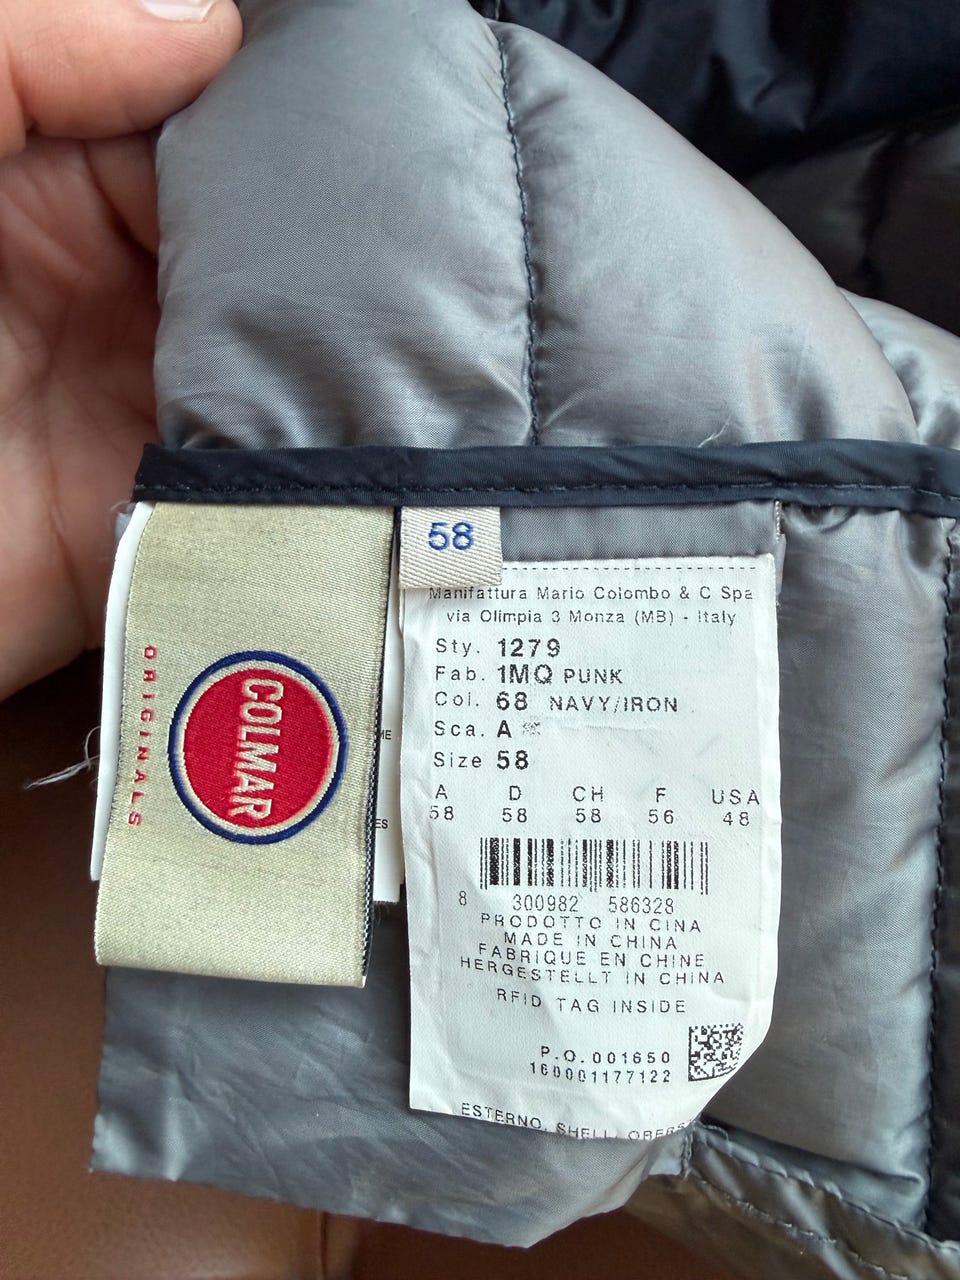 ORIGINALS
COLMAR
58
Manifattura Mario Colombo & C Spa
via Olimpia 3 Monza (MB) - Italy
Sty. 1279
Fab. 1MQ PUNK
Col. 68 NAVY/IRON
Sca. A
Size 58
A D CH F USA
58 58 58 56 48
8 300982 586328
PRODOTTO IN CINA
MADE IN CHINA
FABRIQUE EN CHINE
HERGESTELLT IN CHINA
RFID TAG INSIDE
P.O. 001650
160001177122
ESTERNO, SHELL,